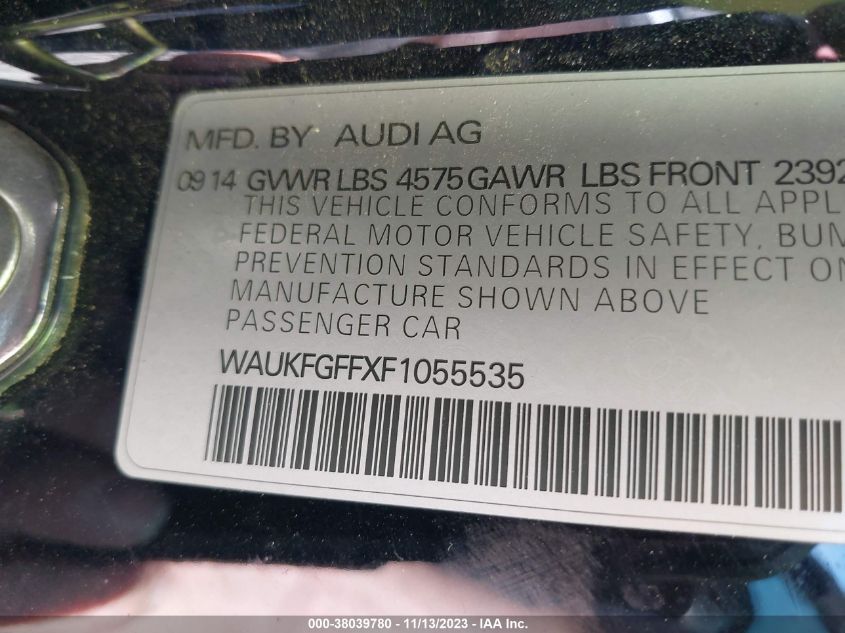 MFD. BY AUDI AG
09 14 GVWR LBS 4575 GAWR LBS FRONT 2392
THIS VEHICLE CONFORMS TO ALL APPL
FEDERAL MOTOR VEHICLE SAFETY, BUM
PREVENTION STANDARDS IN EFFECT ON
MANUFACTURE SHOWN ABOVE
PASSENGER CAR
WAUKFGFFXF1055535
000-38039780 - 11/13/2023 - IAA Inc.